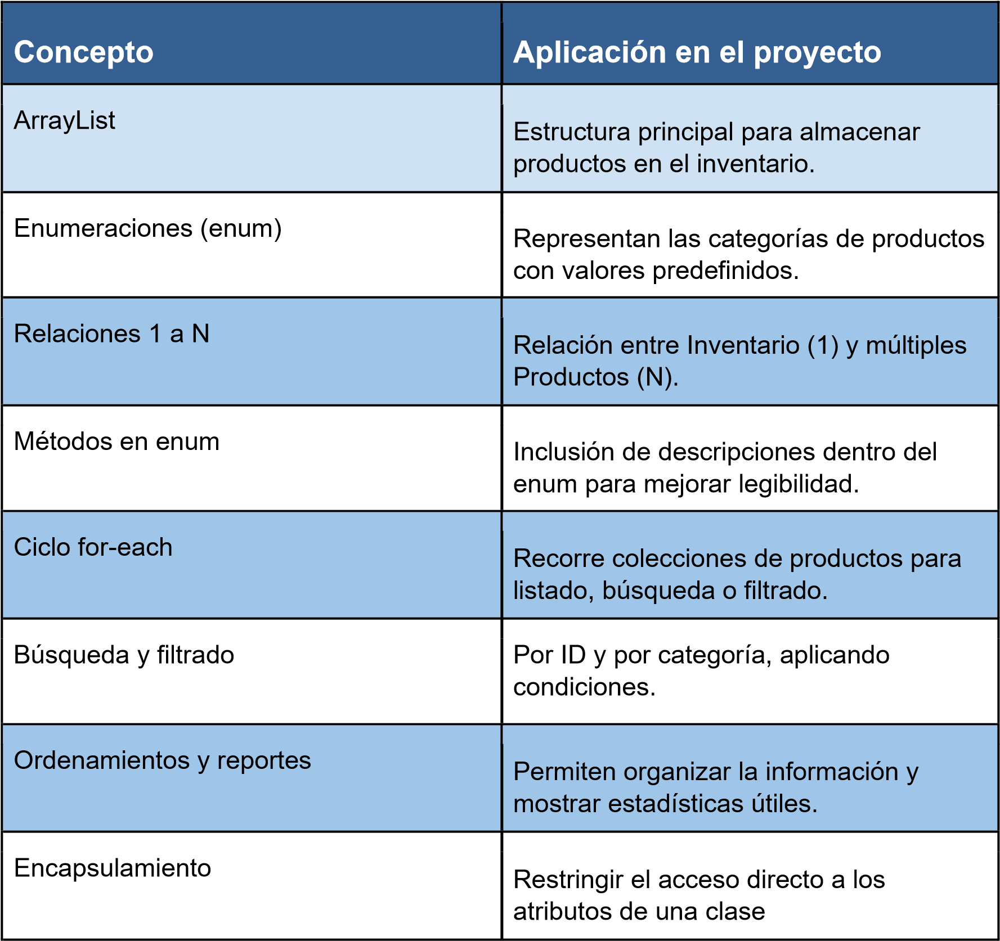 Concepto
Aplicación en el proyecto
ArrayList
Estructura principal para almacenar
productos en el inventario.
Enumeraciones (enum)
Representan las categorías de productos
con valores predefinidos.
Relaciones 1 a N
Relación entre Inventario (1) y múltiples
Productos (N).
Métodos en enum
Inclusión de descripciones dentro del
enum para mejorar legibilidad.
Ciclo for-each
Recorre colecciones de productos para
listado, búsqueda o filtrado.
Búsqueda y filtrado
Por ID y por categoría, aplicando
condiciones.
Ordenamientos y reportes
Permiten organizar la información y
mostrar estadísticas útiles.
Encapsulamiento
Restringir el acceso directo a los
atributos de una clase